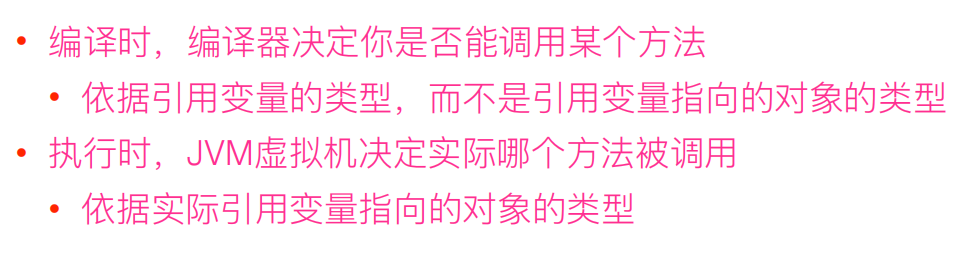 • 编译时，编译器决定你是否能调用某个方法
• 依据引用变量的类型，而不是引用变量指向的对象的类型
• 执行时，JVM虚拟机决定实际哪个方法被调用
• 依据实际引用变量指向的对象的类型